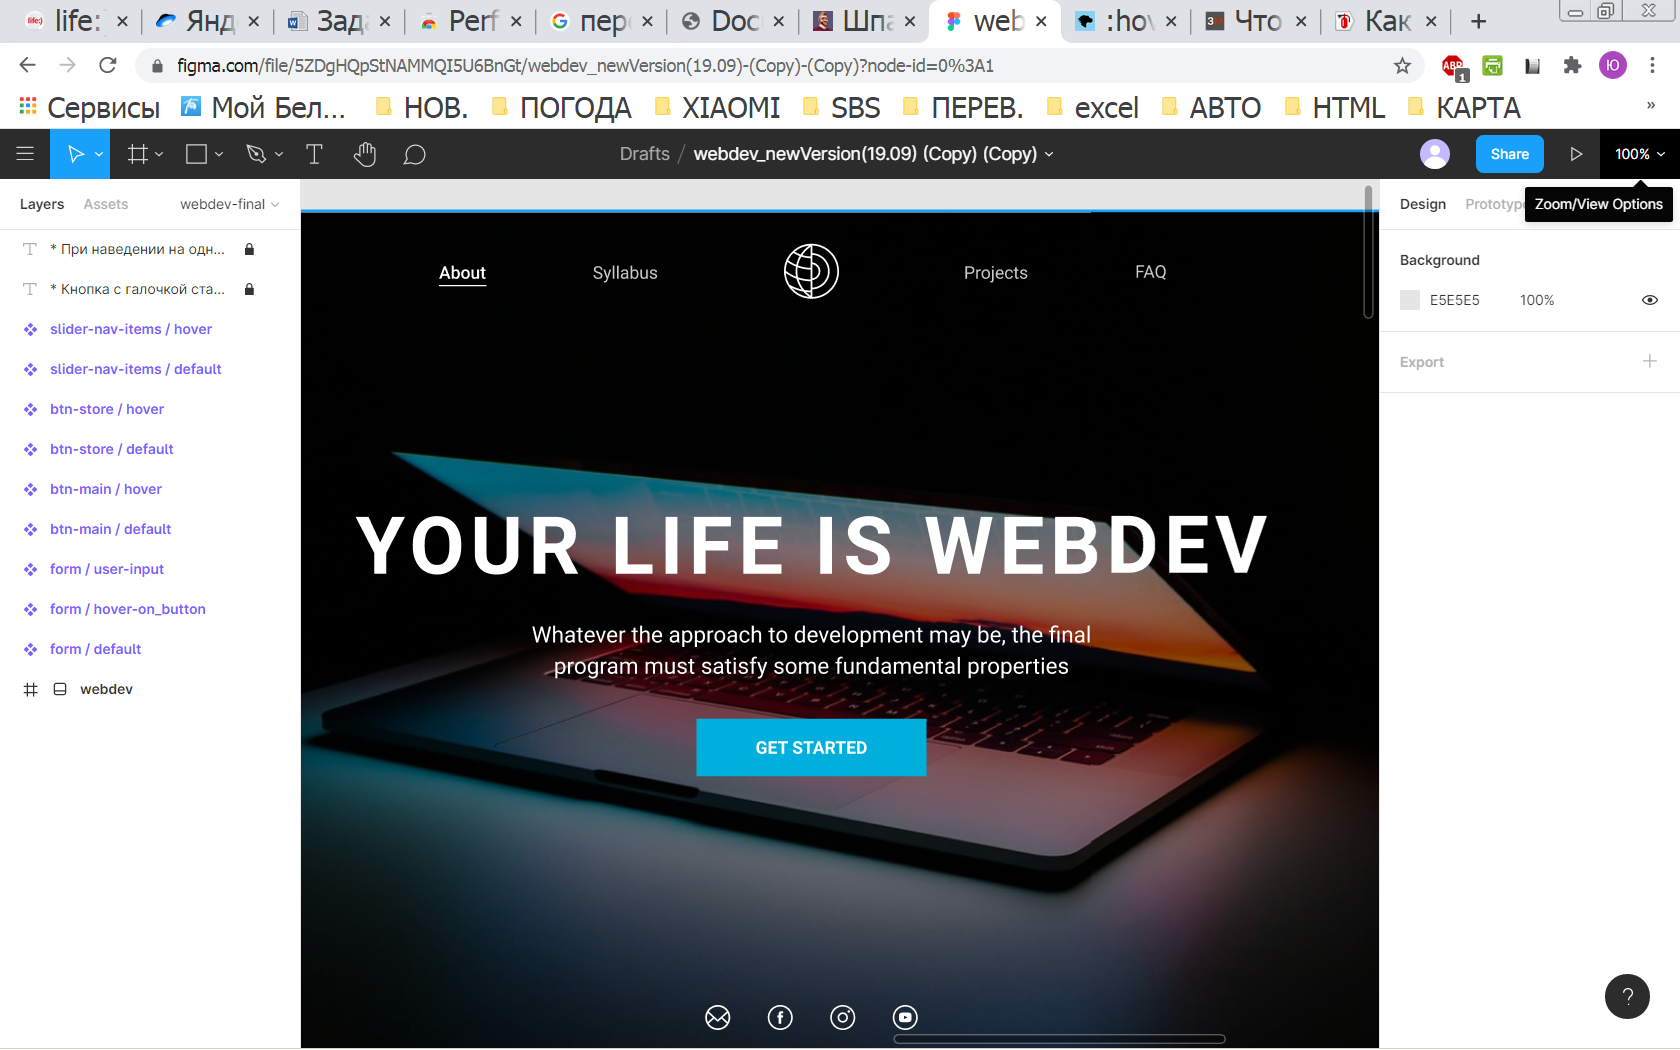 life:
Янд
Зада
Perf
пере
Doc
Шпа
web
:hov
Что
Как
figma.com/file/5ZDgHQpStNAMMQI5U6BnGt/webdev_newVersion(19.09)-(Copy)-(Copy)?node-id=0%3A1
ABP
1
Ю
Сервисы
Мой Бел...
НОВ.
ПОГОДА
XIAOMI
SBS
ПЕРЕВ.
excel
АВТО
HTML
КАРТА
»
Drafts / webdev_newVersion(19.09) (Copy) (Copy)
Share
100%
Zoom/View Options
Layers
Assets
webdev-final
* При наведении на одн...
* Кнопка с галочкой ста...
slider-nav-items / hover
slider-nav-items / default
btn-store / hover
btn-store / default
btn-main / hover
btn-main / default
form / user-input
form / hover-on_button
form / default
webdev
About
Syllabus
Projects
FAQ
YOUR LIFE IS WEBDEV
Whatever the approach to development may be, the final
program must satisfy some fundamental properties
GET STARTED
Design
Prototype
Background
E5E5E5
100%
Export
?